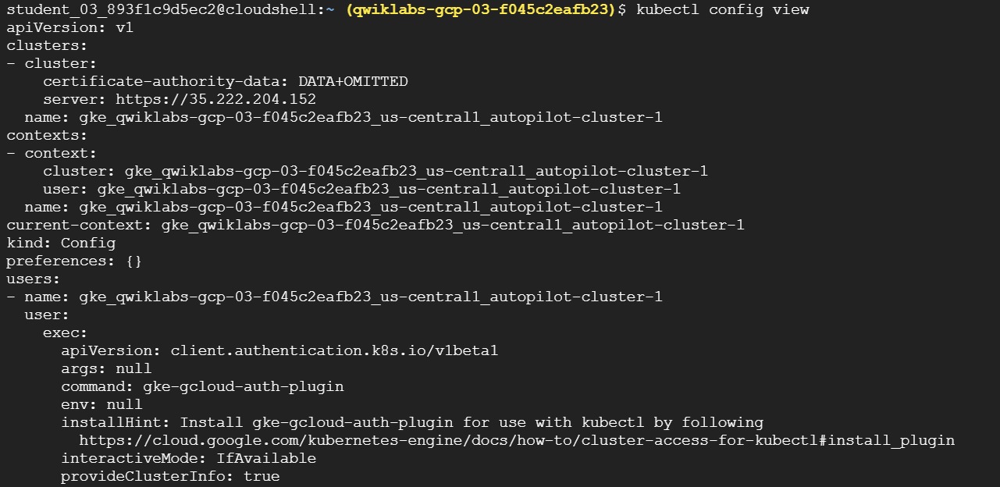 student_03_893f1c9d5ec2@cloudshell:~ (qwiklabs-gcp-03-f045c2eafb23)$ kubectl config view
apiVersion: v1
clusters:
- cluster:
    certificate-authority-data: DATA+OMITTED
    server: https://35.222.204.152
  name: gke_qwiklabs-gcp-03-f045c2eafb23_us-central1_autopilot-cluster-1
contexts:
- context:
    cluster: gke_qwiklabs-gcp-03-f045c2eafb23_us-central1_autopilot-cluster-1
    user: gke_qwiklabs-gcp-03-f045c2eafb23_us-central1_autopilot-cluster-1
  name: gke_qwiklabs-gcp-03-f045c2eafb23_us-central1_autopilot-cluster-1
current-context: gke_qwiklabs-gcp-03-f045c2eafb23_us-central1_autopilot-cluster-1
kind: Config
preferences: {}
users:
- name: gke_qwiklabs-gcp-03-f045c2eafb23_us-central1_autopilot-cluster-1
  user:
    exec:
      apiVersion: client.authentication.k8s.io/v1beta1
      args: null
      command: gke-gcloud-auth-plugin
      env: null
      installHint: Install gke-gcloud-auth-plugin for use with kubectl by following
        https://cloud.google.com/kubernetes-engine/docs/how-to/cluster-access-for-kubectl#install_plugin
      interactiveMode: IfAvailable
      provideClusterInfo: true